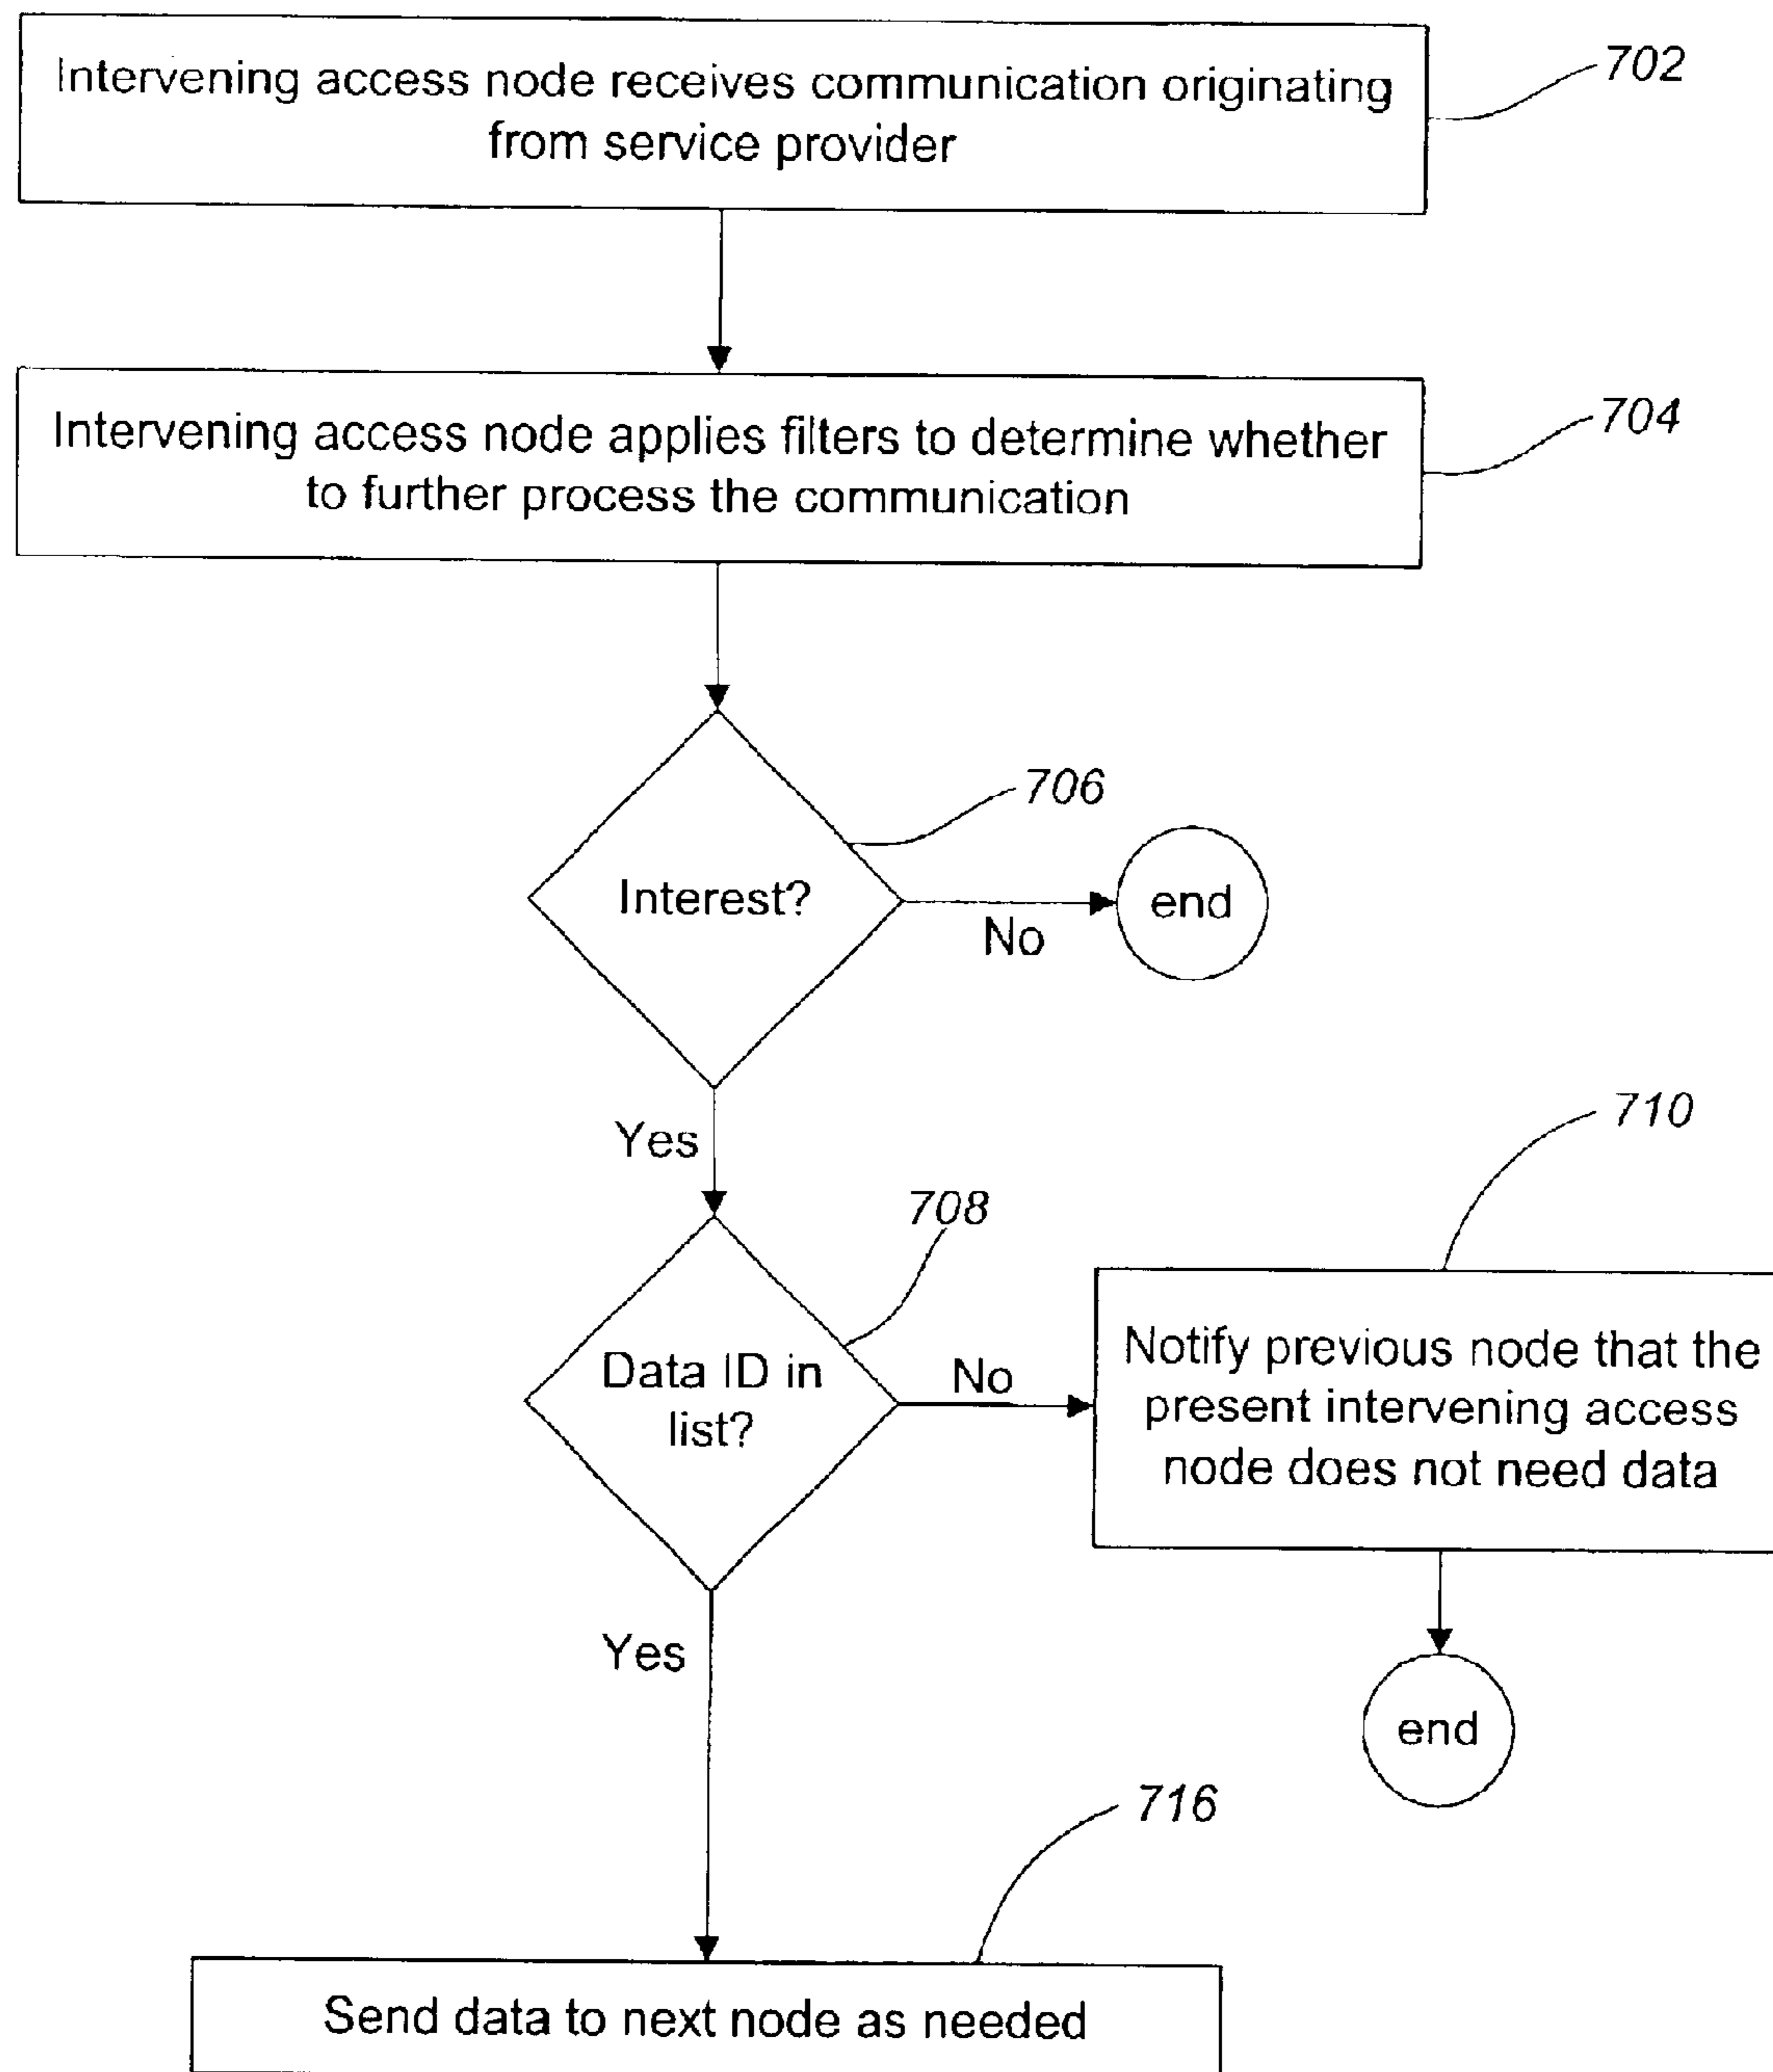 Intervening access node receives communication originating
from service provider
702
Intervening access node applies filters to determine whether
to further process the communication
704
706
Interest?
No
end
Yes
708
710
Data ID in
list?
No
Notify previous node that the
present intervening access
node does not need data
Yes
end
716
Send data to next node as needed